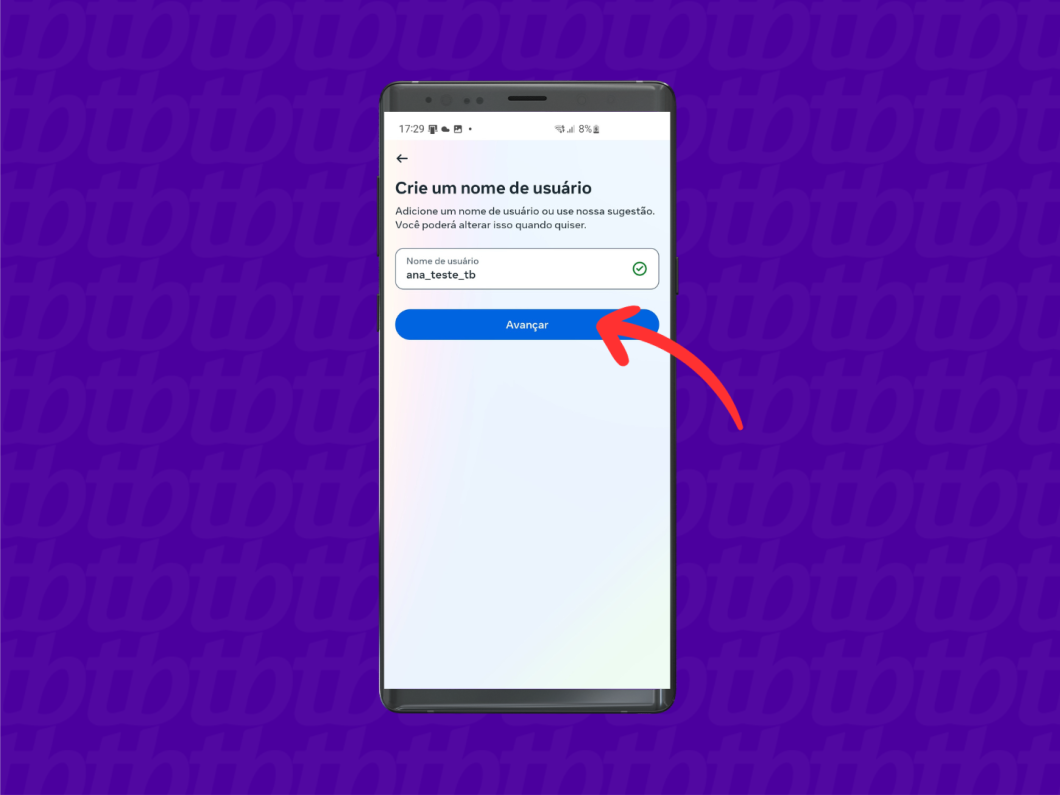 17:29
8%
Crie um nome de usuário
Adicione um nome de usuário ou use nossa sugestão.
Você poderá alterar isso quando quiser.
Nome de usuário
ana_teste_tb
Avançar